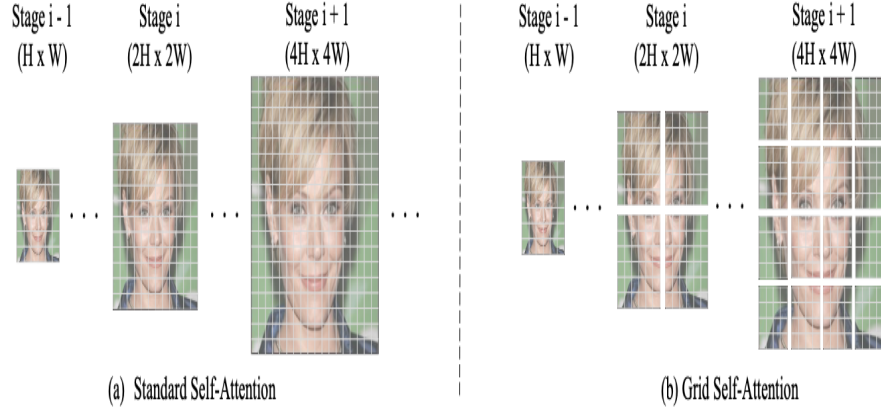 Stage i - 1
(H x W)
Stage i
(2H x 2W)
Stage i + 1
(4H x 4W)
. . .
. . .
. . .
(a) Standard Self-Attention
Stage i - 1
(H x W)
Stage i
(2H x 2W)
Stage i + 1
(4H x 4W)
. . .
. . .
(b) Grid Self-Attention